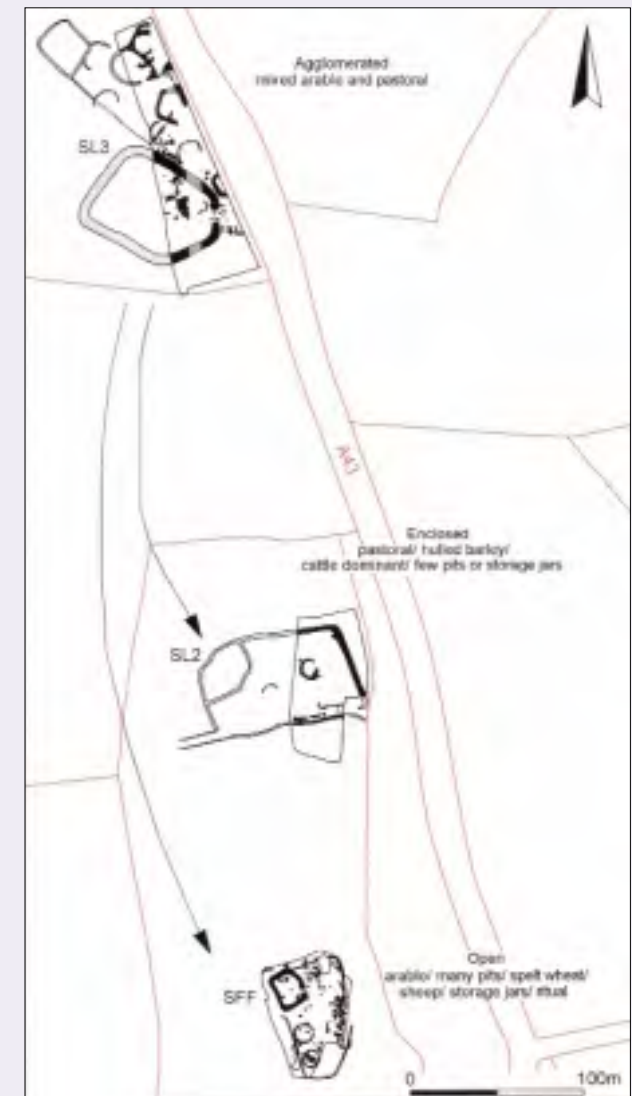 Agglomerated
mixed arable and pastoral
SL3
A43
Enclosed
pastoral/ hulled barley/
cattle dominant/ few pits or storage jars
SL2
Open
arable/ many pits/ spelt wheat/
sheep/ storage jars/ ritual
SFF
0 100m